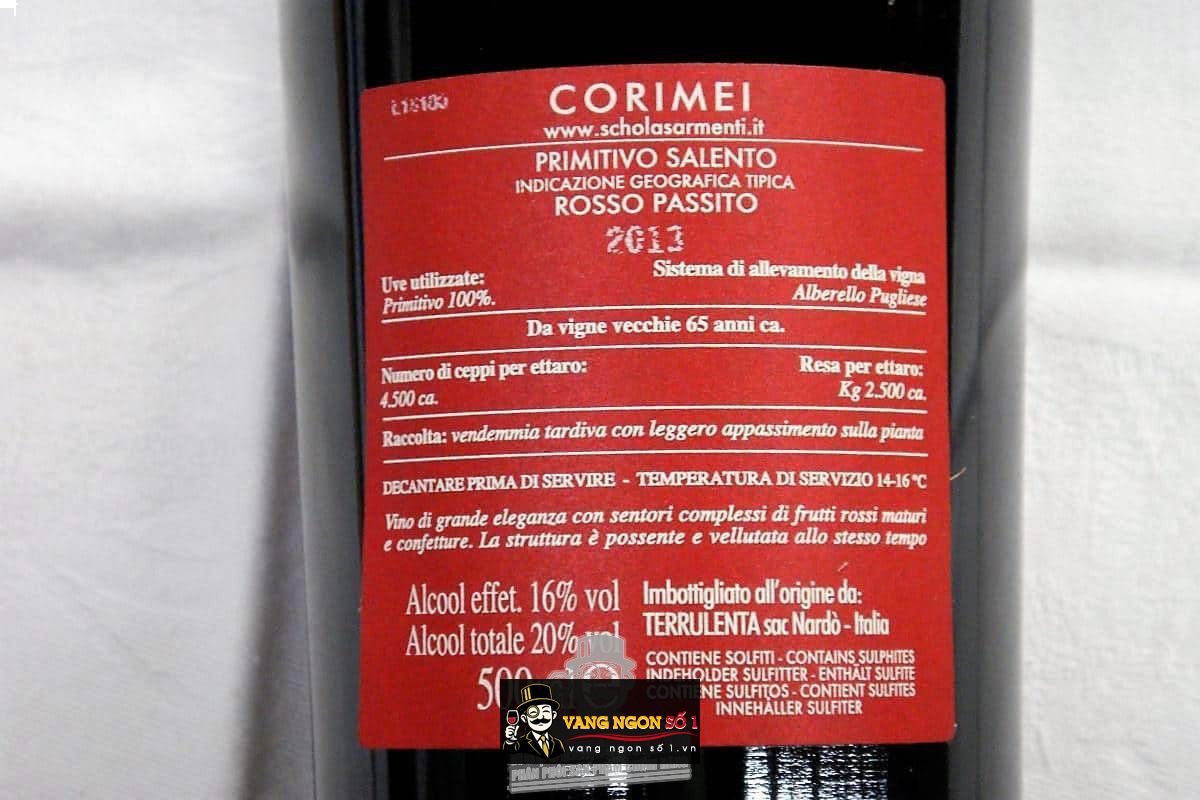 L15100
CORIMEI
www.scholasarmenti.it
PRIMITIVO SALENTO
INDICAZIONE GEOGRAFICA TIPICA
ROSSO PASSITO
2013
Uve utilizzate:
Primitivo 100%.
Sistema di allevamento della vigna
Alberello Pugliese
Da vigne vecchie 65 anni ca.
Numero di ceppi per ettaro:
4.500 ca.
Resa per ettaro:
Kg 2.500 ca.
Raccolta: vendemmia tardiva con leggero appassimento sulla pianta
DECANTARE PRIMA DI SERVIRE - TEMPERATURA DI SERVIZIO 14-16 °C
Vino di grande eleganza con sentori complessi di frutti rossi maturi
e confetture. La struttura è possente e vellutata allo stesso tempo
Alcool effet. 16% vol
Alcool totale 20% vol
Imbottigliato all'origine da:
TERRULENTA sac Nardò - Italia
CONTIENE SOLFITI - CONTAINS SULPHITES
INDEHOLDER SULFITTER - ENTHÄLT SULFITE
CONTIENE SULFITOS - CONTIENT SULFITES
INNEHÅLLER SULFITER
VANG NGON SỐ 1
vang ngon số 1.vn